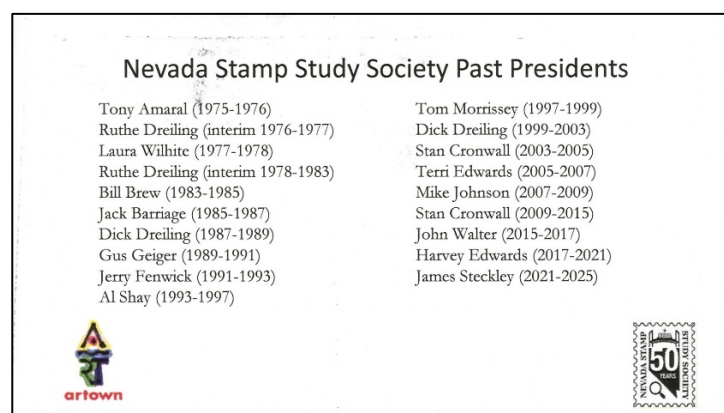 Nevada Stamp Study Society Past Presidents
Tony Amaral (1975-1976)
Ruthe Dreiling (interim 1976-1977)
Laura Wilhite (1977-1978)
Ruthe Dreiling (interim 1978-1983)
Bill Brew (1983-1985)
Jack Barriage (1985-1987)
Dick Dreiling (1987-1989)
Gus Geiger (1989-1991)
Jerry Fenwick (1991-1993)
Al Shay (1993-1997)
Tom Morrissey (1997-1999)
Dick Dreiling (1999-2003)
Stan Cronwall (2003-2005)
Terri Edwards (2005-2007)
Mike Johnson (2007-2009)
Stan Cronwall (2009-2015)
John Walter (2015-2017)
Harvey Edwards (2017-2021)
James Steckley (2021-2025)
artown
NEVADA STAMP
50
YEARS
STUDY SOCIETY